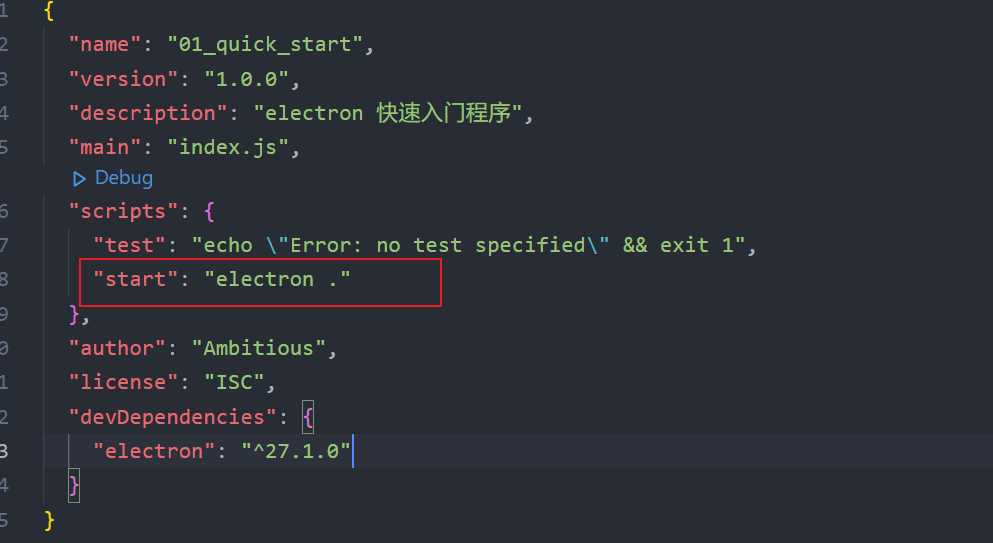 1 {
2 "name": "01_quick_start",
3 "version": "1.0.0",
4 "description": "electron 快速入门程序",
5 "main": "index.js",
Debug
6 "scripts": {
7 "test": "echo \"Error: no test specified\" && exit 1",
8 "start": "electron ."
9 },
0 "author": "Ambitious",
1 "license": "ISC",
2 "devDependencies": {
3 "electron": "^27.1.0"
4 }
5 }